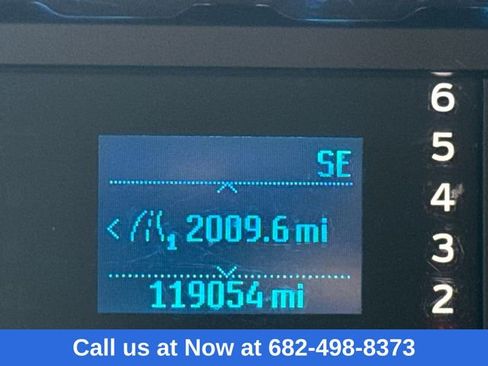 SE
< 1 2009.6 mi
119054 mi
6
5
4
3
2
Call us at Now at 682-498-8373